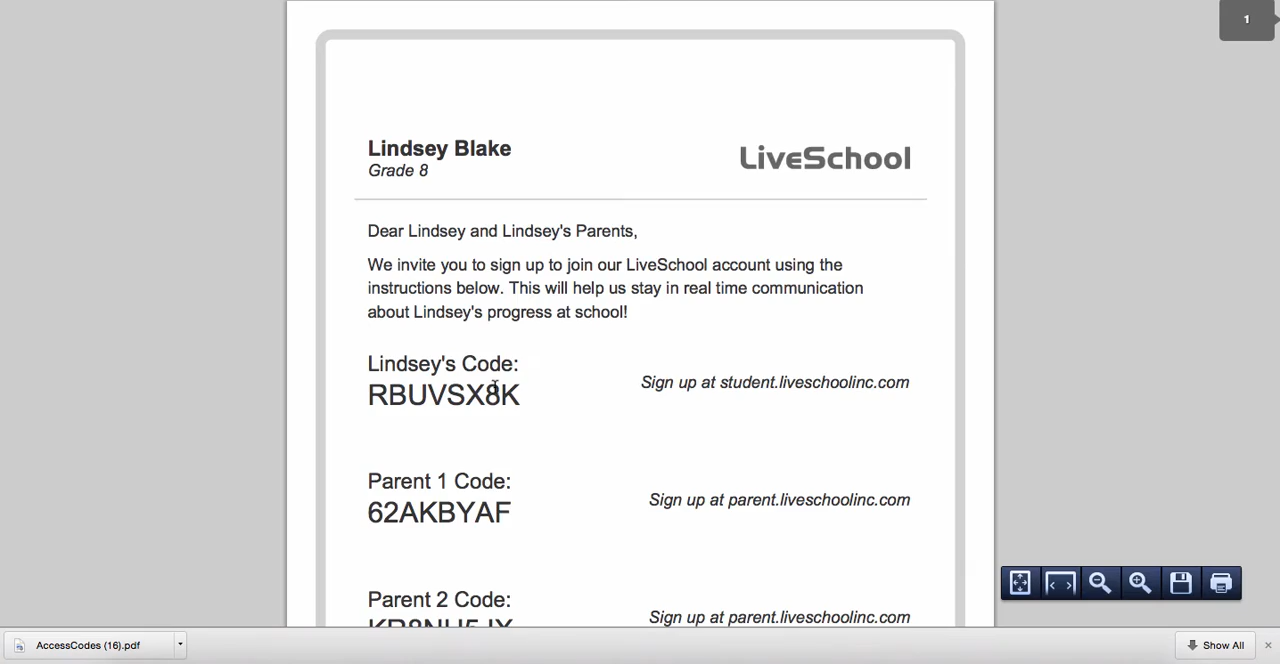 1
Lindsey Blake
Grade 8
LiveSchool
Dear Lindsey and Lindsey's Parents,
We invite you to sign up to join our LiveSchool account using the
instructions below. This will help us stay in real time communication
about Lindsey's progress at school!
Lindsey's Code:
RBUVSX8K
Sign up at student.liveschoolinc.com
Parent 1 Code:
62AKBYAF
Sign up at parent.liveschoolinc.com
Parent 2 Code:
Sign up at parent.liveschoolinc.com
AccessCodes (16).pdf
Show All